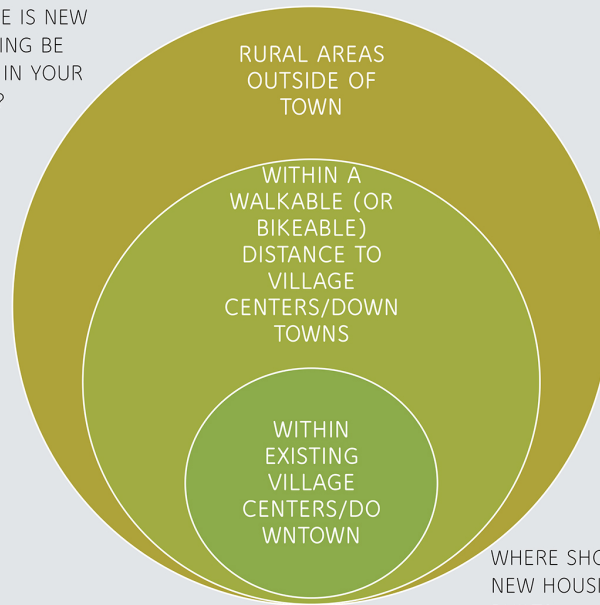 E IS NEW
ING BE
IN YOUR
?
RURAL AREAS
OUTSIDE OF
TOWN
WITHIN A
WALKABLE (OR
BIKEABLE)
DISTANCE TO
VILLAGE
CENTERS/DOWN
TOWNS
WITHIN
EXISTING
VILLAGE
CENTERS/DO
WNTOWN
WHERE SHO
NEW HOUSI